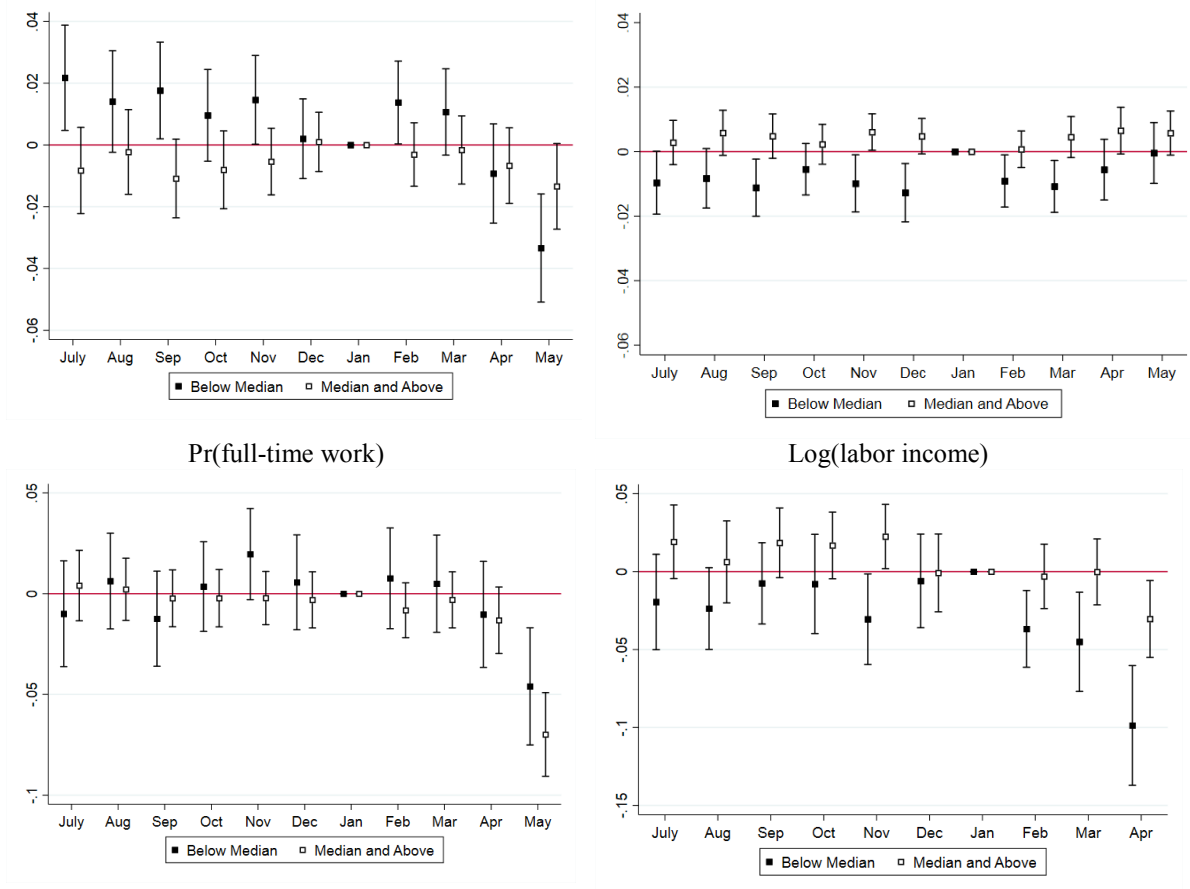 .04
.02
0
-.02
-.04
-.06
July Aug Sep Oct Nov Dec Jan Feb Mar Apr May
Below Median Median and Above
.04
.02
0
-.02
-.04
-.06
July Aug Sep Oct Nov Dec Jan Feb Mar Apr May
Below Median Median and Above
Pr(full-time work)
Log(labor income)
.05
0
-.05
-.1
July Aug Sep Oct Nov Dec Jan Feb Mar Apr May
Below Median Median and Above
.05
0
-.05
-.1
-.15
July Aug Sep Oct Nov Dec Jan Feb Mar Apr
Below Median Median and Above